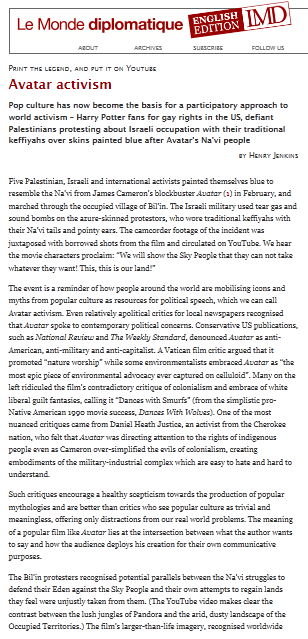 Le Monde diplomatique
ENGLISH
EDITION
LMD
ABOUT ARCHIVES SUBSCRIBE FOLLOW US
Print the legend, and put it on Youtube
Avatar activism
Pop culture has now become the basis for a participatory approach to
world activism – Harry Potter fans for gay rights in the US, defiant
Palestinians protesting about Israeli occupation with their traditional
keffiyahs over skins painted blue after Avatar's Na'vi people
by Henry Jenkins
Five Palestinian, Israeli and international activists painted themselves blue to
resemble the Na'vi from James Cameron's blockbuster Avatar (1) in February, and
marched through the occupied village of Bil'in. The Israeli military used tear gas and
sound bombs on the azure-skinned protestors, who wore traditional keffiyahs with
their Na'vi tails and pointy ears. The camcorder footage of the incident was
juxtaposed with borrowed shots from the film and circulated on YouTube. We hear
the movie characters proclaim: "We will show the Sky People that they can not take
whatever they want! This, this is our land!"
The event is a reminder of how people around the world are mobilising icons and
myths from popular culture as resources for political speech, which we can call
Avatar activism. Even relatively apolitical critics for local newspapers recognised
that Avatar spoke to contemporary political concerns. Conservative US publications,
such as National Review and The Weekly Standard, denounced Avatar as anti-
American, anti-military and anti-capitalist. A Vatican film critic argued that it
promoted "nature worship" while some environmentalists embraced Avatar as "the
most epic piece of environmental advocacy ever captured on celluloid". Many on the
left ridiculed the film's contradictory critique of colonialism and embrace of white
liberal guilt fantasies, calling it "Dances with Smurfs" (from the simplistic pro-
Native American 1990 movie success, Dances With Wolves). One of the most
nuanced critiques came from Daniel Heath Justice, an activist from the Cherokee
nation, who felt that Avatar was directing attention to the rights of indigenous
people even as Cameron over-simplified the evils of colonialism, creating
embodiments of the military-industrial complex which are easy to hate and hard to
understand.
Such critiques encourage a healthy scepticism towards the production of popular
mythologies and are better than critics who see popular culture as trivial and
meaningless, offering only distractions from our real world problems. The meaning
of a popular film like Avatar lies at the intersection between what the author wants
to say and how the audience deploys his creation for their own communicative
purposes.
The Bil'in protesters recognised potential parallels between the Na'vi struggles to
defend their Eden against the Sky People and their own attempts to regain lands
they feel were unjustly taken from them. (The YouTube video makes clear the
contrast between the lush jungles of Pandora and the arid, dusty landscape of the
Occupied Territories.) The film's larger-than-life imagery, recognised worldwide